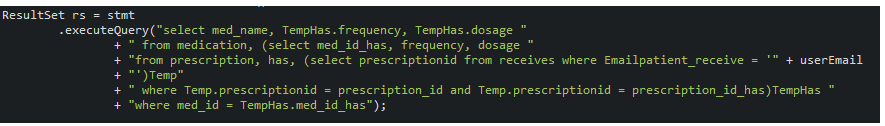 ResultSet rs = stmt
.executeQuery("select med_name, TempHas.frequency, TempHas.dosage "
+ " from medication, (select med_id_has, frequency, dosage "
+ "from prescription, has, (select prescriptionid from receives where Emailpatient_receive = '" + userEmail
+ "')Temp"
+ " where Temp.prescriptionid = prescription_id and Temp.prescriptionid = prescription_id_has)TempHas "
+ "where med_id = TempHas.med_id_has");